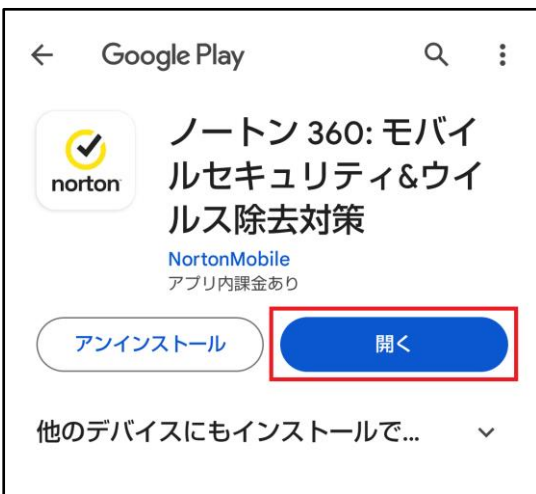 Google Play
ノートン 360: モバイ
ルセキュリティ&ウイ
ルス除去対策
norton
NortonMobile
アプリ内課金あり
アンインストール
開く
他のデバイスにもインストールで...